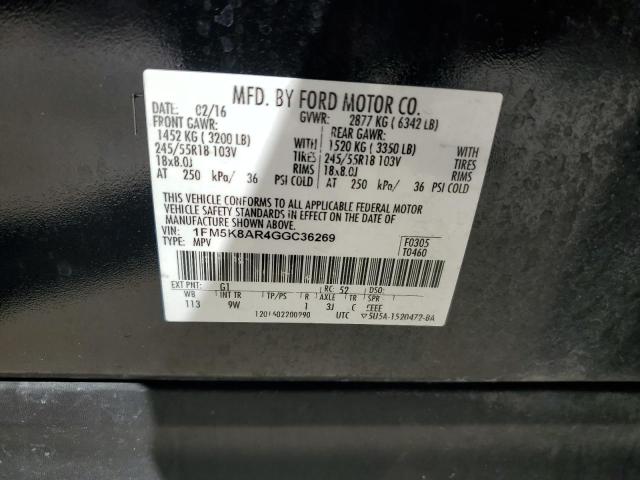 MFD. BY FORD MOTOR CO.
DATE: 02/16 GVWR: 2877 KG ( 6342 LB)
FRONT GAWR: REAR GAWR:
1452 KG ( 3200 LB) WITH 1520 KG ( 3350 LB) WITH
245/55R18 103V TIRES 245/55R18 103V TIRES
18x8.0J RIMS 18x8.0J RIMS
AT 250 kPa/ 36 PSI COLD AT 250 kPa/ 36 PSI COLD
THIS VEHICLE CONFORMS TO ALL APPLICABLE FEDERAL MOTOR
VEHICLE SAFETY STANDARDS IN EFFECT ON THE DATE OF
MANUFACTURE SHOWN ABOVE.
VIN: 1FM5K8AR4GGC36269 F0305
TYPE: MPV T0460
EXT PNT: G1 RC: 52 DSO:
WB INT TR TP/PS R AXLE TR SPR
113 9W 1 3J C
UTC